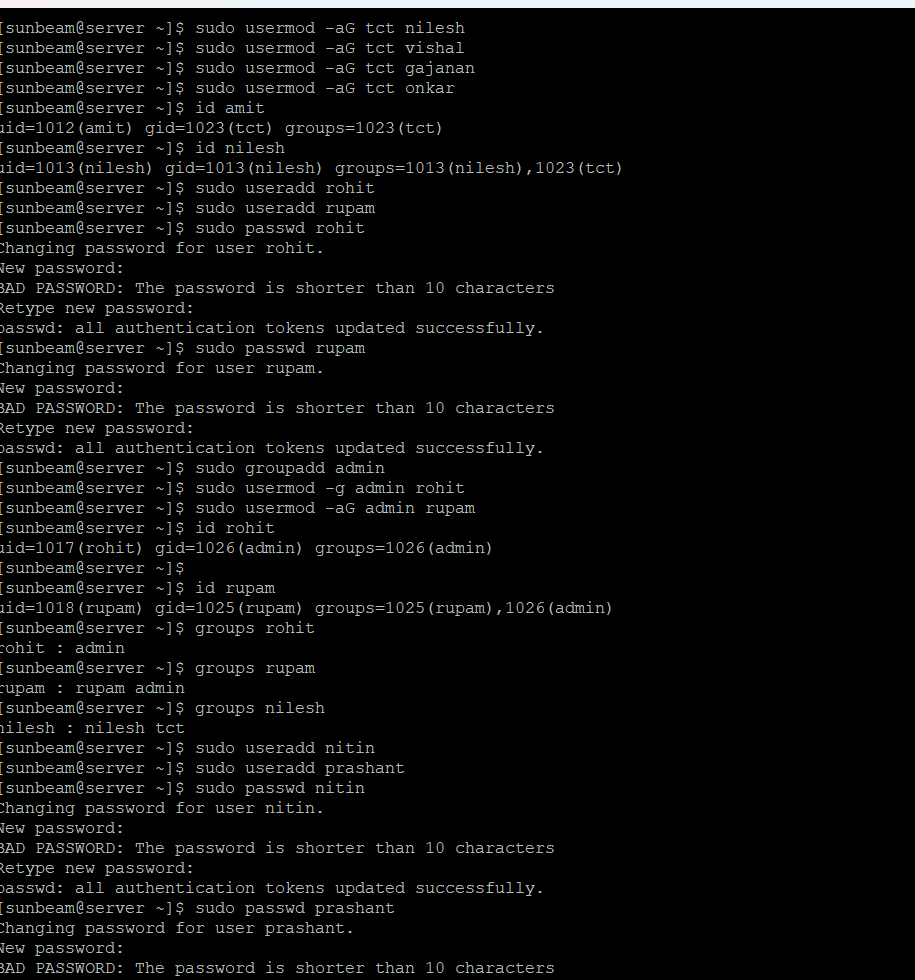 [sunbeam@server ~]$ sudo usermod -aG tct nilesh
[sunbeam@server ~]$ sudo usermod -aG tct vishal
[sunbeam@server ~]$ sudo usermod -aG tct gajanan
[sunbeam@server ~]$ sudo usermod -aG tct onkar
[sunbeam@server ~]$ id amit
uid=1012(amit) gid=1023(tct) groups=1023(tct)
[sunbeam@server ~]$ id nilesh
uid=1013(nilesh) gid=1013(nilesh) groups=1013(nilesh),1023(tct)
[sunbeam@server ~]$ sudo useradd rohit
[sunbeam@server ~]$ sudo useradd rupam
[sunbeam@server ~]$ sudo passwd rohit
Changing password for user rohit.
New password:
BAD PASSWORD: The password is shorter than 10 characters
Retype new password:
passwd: all authentication tokens updated successfully.
[sunbeam@server ~]$ sudo passwd rupam
Changing password for user rupam.
New password:
BAD PASSWORD: The password is shorter than 10 characters
Retype new password:
passwd: all authentication tokens updated successfully.
[sunbeam@server ~]$ sudo groupadd admin
[sunbeam@server ~]$ sudo usermod -g admin rohit
[sunbeam@server ~]$ sudo usermod -aG admin rupam
[sunbeam@server ~]$ id rohit
uid=1017(rohit) gid=1026(admin) groups=1026(admin)
[sunbeam@server ~]$
[sunbeam@server ~]$ id rupam
uid=1018(rupam) gid=1025(rupam) groups=1025(rupam),1026(admin)
[sunbeam@server ~]$ groups rohit
rohit : admin
[sunbeam@server ~]$ groups rupam
rupam : rupam admin
[sunbeam@server ~]$ groups nilesh
nilesh : nilesh tct
[sunbeam@server ~]$ sudo useradd nitin
[sunbeam@server ~]$ sudo useradd prashant
[sunbeam@server ~]$ sudo passwd nitin
Changing password for user nitin.
New password:
BAD PASSWORD: The password is shorter than 10 characters
Retype new password:
passwd: all authentication tokens updated successfully.
[sunbeam@server ~]$ sudo passwd prashant
Changing password for user prashant.
New password:
BAD PASSWORD: The password is shorter than 10 characters